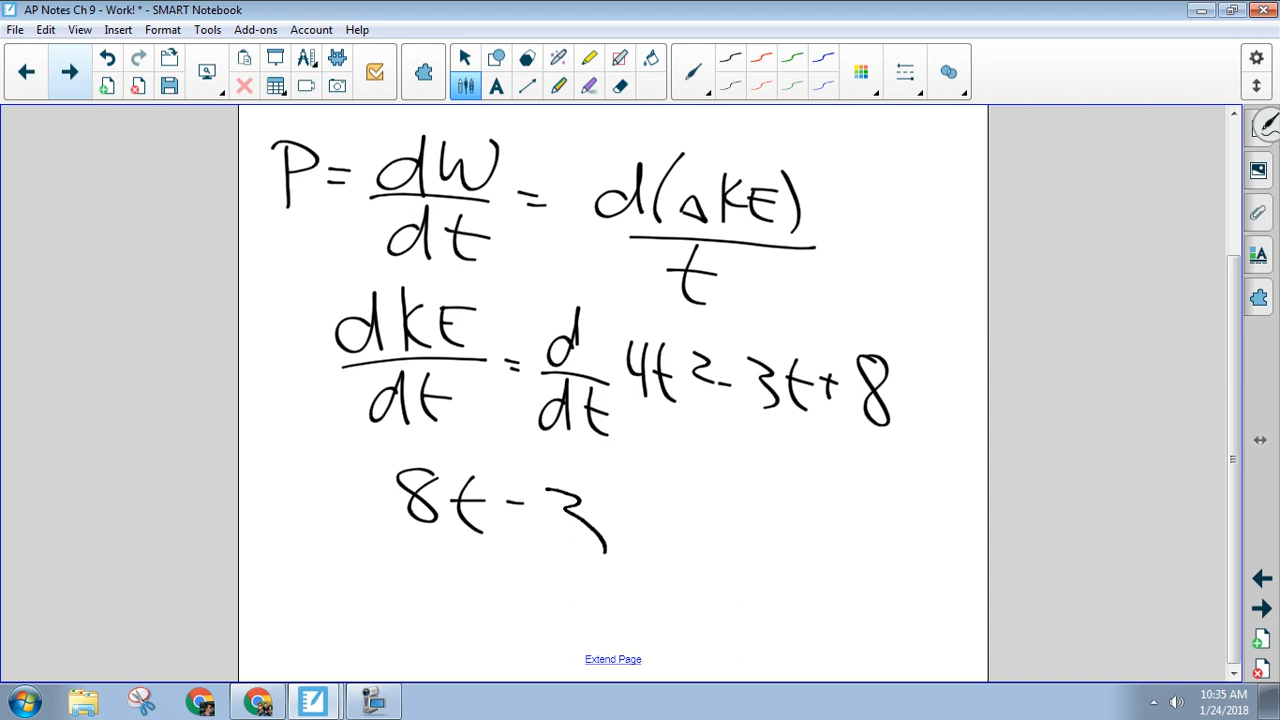 AP Notes Ch 9 - Work! * - SMART Notebook
File Edit View Insert Format Tools Add-ons Account Help
P = dW/dt = d(ΔKE)/t
dKE/dt = d/dt 4t² - 3t + 8
8t - 3
Extend Page
10:35 AM
1/24/2018